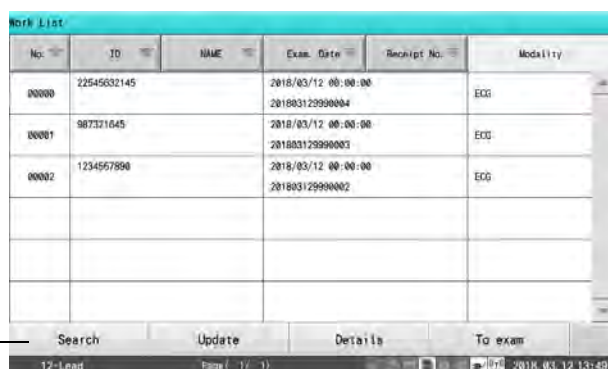 Work List
No. ID NAME Exam. Date Receipt No. Modality
00000 22545632145 2018/03/12 00:00:00 ECG
201803129990004
00001 987321645 2018/03/12 00:00:00 ECG
201803129990003
00002 1234567890 2018/03/12 00:00:00 ECG
201803129990002
Search Update Details To exam
12-Lead Page( 1/ 1) 2018.03.12 13:49